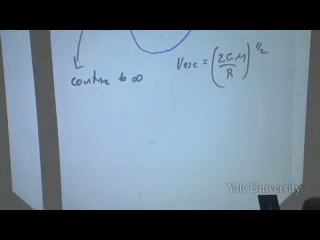 continue to ∞
Vesc = (2GM/R)^1/2
Yale University